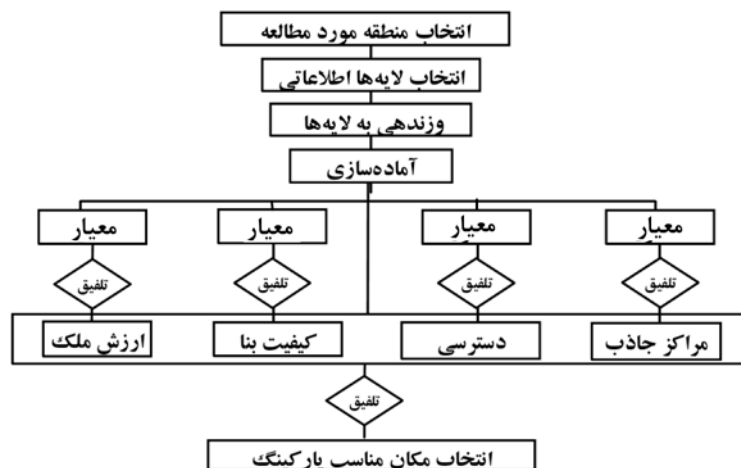 انتخاب منطقه مورد مطالعه
انتخاب لایه‌ها اطلاعاتی
وزندهی به لایه‌ها
آماده‌سازی
معیار
معیار
معیار
معیار
تلفیق
تلفیق
تلفیق
تلفیق
مراکز جاذب
دسترسی
کیفیت بنا
ارزش ملک
تلفیق
انتخاب مکان مناسب پارکینگ